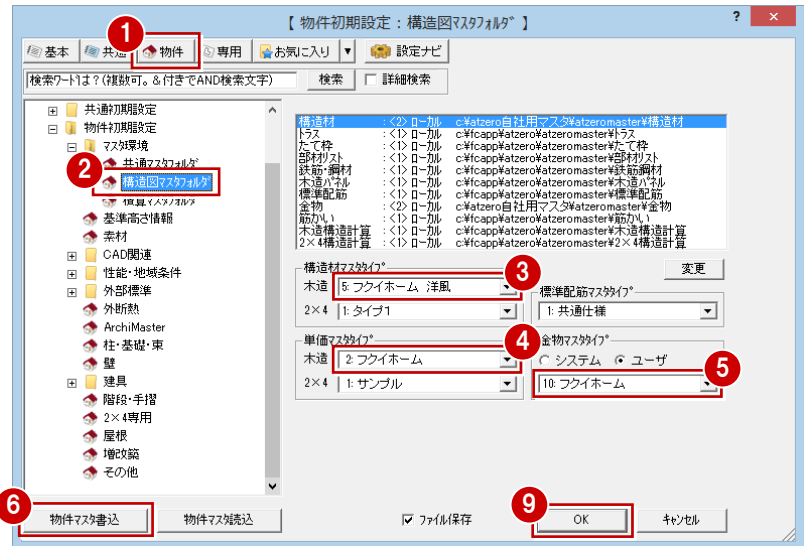 【 物件初期設定：構造図ﾏｽﾀﾌｫﾙﾀﾞ 】
?
×
1
基本
共通
物件
専用
お気に入り
設定ナビ
検索ﾜｰﾄﾞは？(複数可。&付きでAND検索文字)
検索
詳細検索
共通初期設定
物件初期設定
ﾏｽﾀ環境
共通ﾏｽﾀﾌｫﾙﾀﾞ
2
構造図ﾏｽﾀﾌｫﾙﾀﾞ
積算ﾏｽﾀﾌｫﾙﾀﾞ
基準高さ情報
素材
CAD関連
性能・地域条件
外部標準
外断熱
ArchiMaster
柱・基礎・束
壁
建具
階段・手摺
2×4専用
屋根
増改築
その他
構造材 : <2> ﾛｰｶﾙ c:¥atzero自社用マスタ¥atzeromaster¥構造材
トラス : <1> ﾛｰｶﾙ c:¥fcapp¥atzero¥atzeromaster¥トラス
たて枠 : <1> ﾛｰｶﾙ c:¥fcapp¥atzero¥atzeromaster¥たて枠
部材リスト : <1> ﾛｰｶﾙ c:¥fcapp¥atzero¥atzeromaster¥部材リスト
鉄筋・鋼材 : <1> ﾛｰｶﾙ c:¥fcapp¥atzero¥atzeromaster¥鉄筋鋼材
木造パネル : <1> ﾛｰｶﾙ c:¥fcapp¥atzero¥atzeromaster¥木造パネル
標準配筋 : <1> ﾛｰｶﾙ c:¥fcapp¥atzero¥atzeromaster¥標準配筋
金物 : <2> ﾛｰｶﾙ c:¥atzero自社用マスタ¥atzeromaster¥金物
筋かい : <1> ﾛｰｶﾙ c:¥fcapp¥atzero¥atzeromaster¥筋かい
木造構造計算 : <1> ﾛｰｶﾙ c:¥fcapp¥atzero¥atzeromaster¥木造構造計算
2×4構造計算 : <1> ﾛｰｶﾙ c:¥fcapp¥atzero¥atzeromaster¥2×4構造計算
変更
構造材ﾏｽﾀﾀｲﾌﾟ
3
木造 5: フクイホーム 洋風
2×4 1: タイプ1
標準配筋ﾏｽﾀﾀｲﾌﾟ
1: 共通仕様
単価ﾏｽﾀﾀｲﾌﾟ
4
木造 2: フクイホーム
2×4 1: サンプル
金物ﾏｽﾀﾀｲﾌﾟ
システム
ユーザ
5
10: フクイホーム
6
物件ﾏｽﾀ書込
物件ﾏｽﾀ読込
ﾌｧｲﾙ保存
9
OK
ｷｬﾝｾﾙ